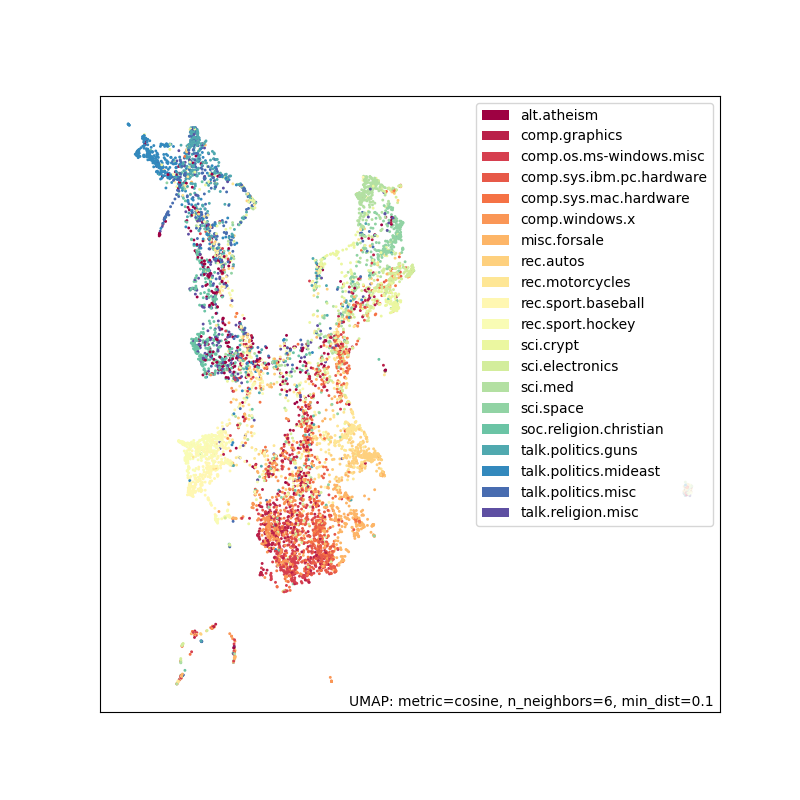 alt.atheism
comp.graphics
comp.os.ms-windows.misc
comp.sys.ibm.pc.hardware
comp.sys.mac.hardware
comp.windows.x
misc.forsale
rec.autos
rec.motorcycles
rec.sport.baseball
rec.sport.hockey
sci.crypt
sci.electronics
sci.med
sci.space
soc.religion.christian
talk.politics.guns
talk.politics.mideast
talk.politics.misc
talk.religion.misc
UMAP: metric=cosine, n_neighbors=6, min_dist=0.1